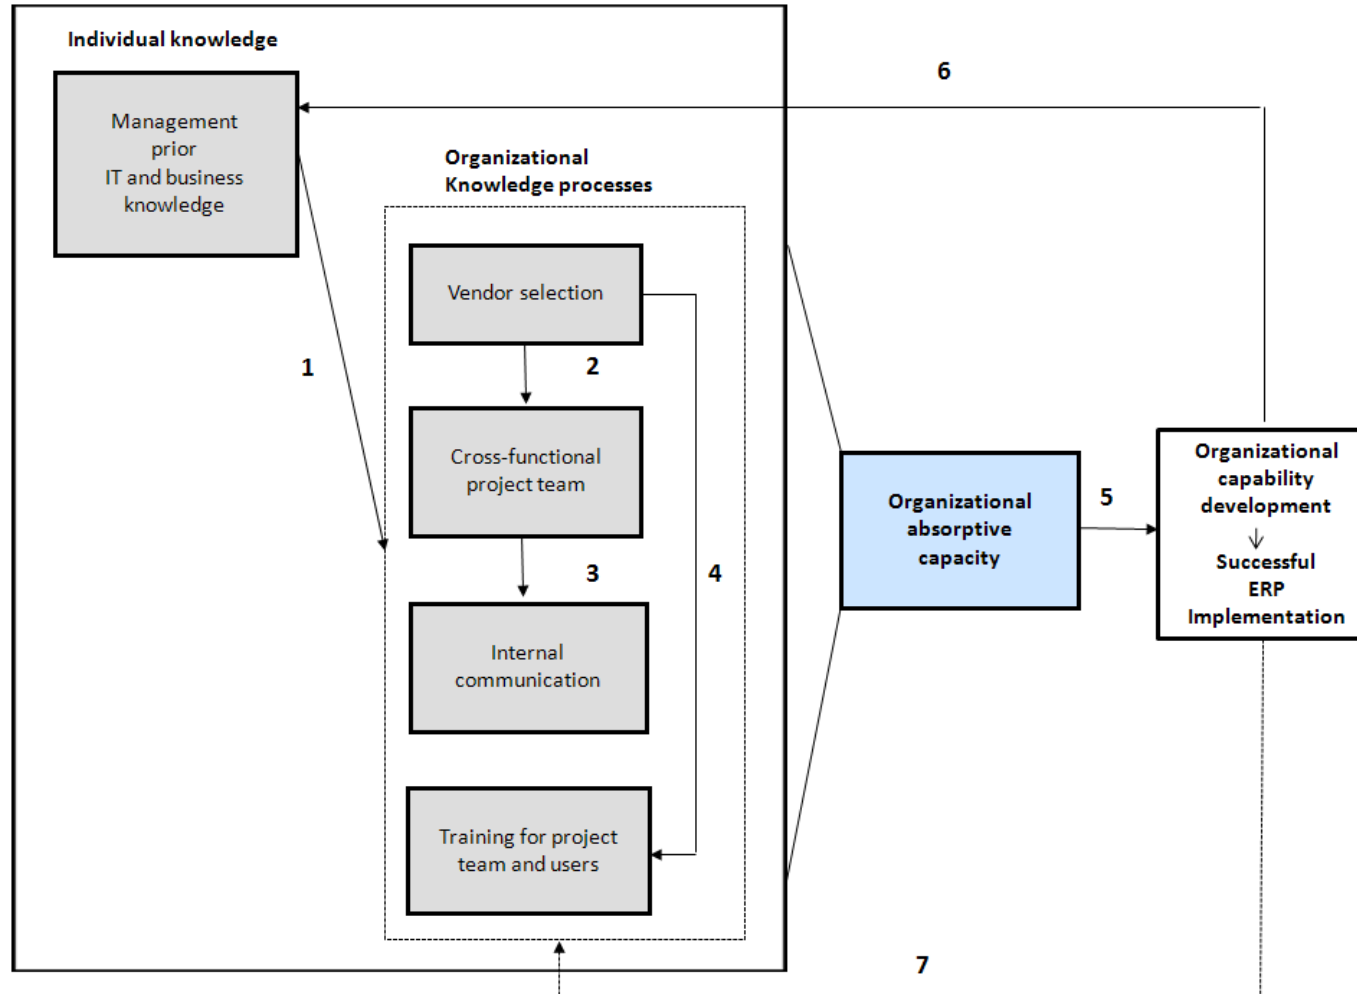 Individual knowledge
6
Management
prior
IT and business
knowledge
Organizational
Knowledge processes
Vendor selection
1
2
Cross-functional
project team
Organizational
capability
development
Successful
ERP
Implementation
5
Organizational
absorptive
capacity
3
4
Internal
communication
Training for project
team and users
7